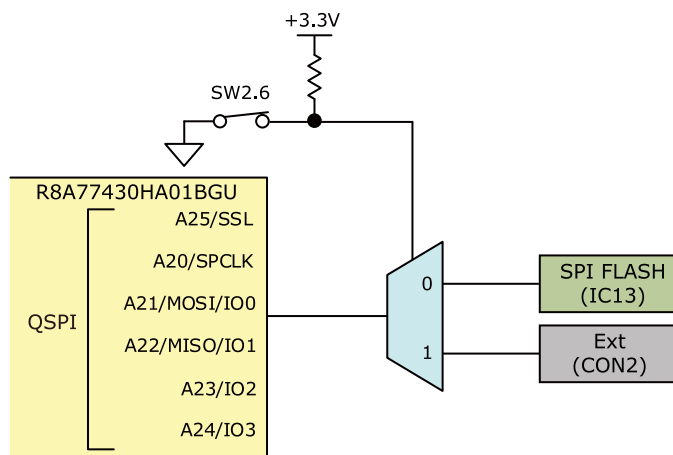 +3.3V
SW2.6
R8A77430HA01BGU
A25/SSL
A20/SPCLK
A21/MOSI/IO0
QSPI
A22/MISO/IO1
A23/IO2
A24/IO3
0
1
SPI FLASH
(IC13)
Ext
(CON2)